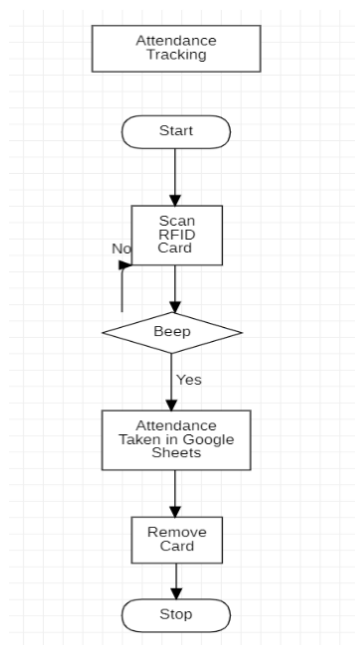 Attendance
Tracking
Start
Scan
RFID
Card
No
Beep
Yes
Attendance
Taken in Google
Sheets
Remove
Card
Stop